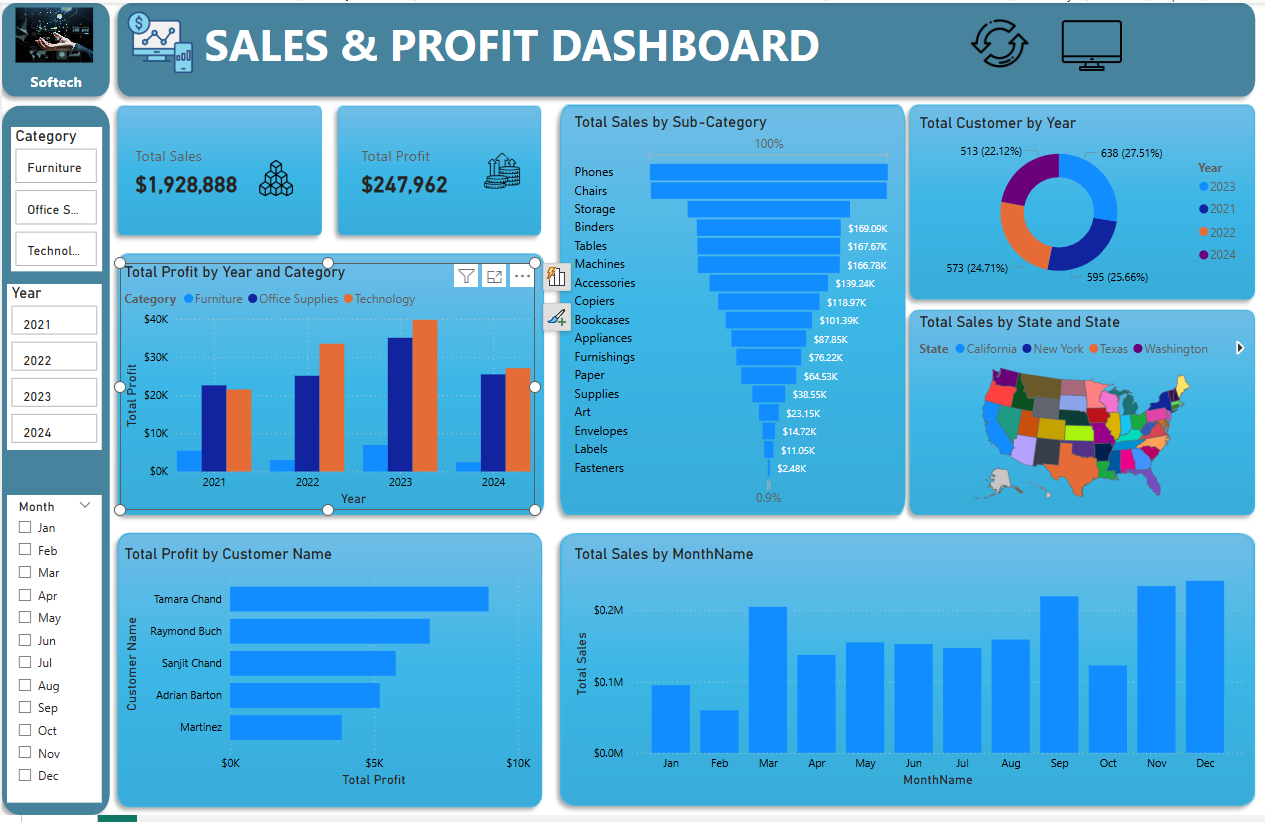 Softech
SALES & PROFIT DASHBOARD
Category
Furniture
Office S...
Technol...
Year
2021
2022
2023
2024
Month
Jan
Feb
Mar
Apr
May
Jun
Jul
Aug
Sep
Oct
Nov
Dec
Total Sales
$1,928,888
Total Profit
$247,962
Total Profit by Year and Category
Category Furniture Office Supplies Technology
$40K
$30K
$20K
$10K
$0K
Total Profit
2021 2022 2023 2024
Year
Total Sales by Sub-Category
100%
Phones
Chairs
Storage
Binders $169.09K
Tables $167.67K
Machines $166.78K
Accessories $139.24K
Copiers $118.97K
Bookcases $101.39K
Appliances $87.85K
Furnishings $76.22K
Paper $64.53K
Supplies $38.55K
Art $23.15K
Envelopes $14.72K
Labels $11.05K
Fasteners $2.48K
0.9%
Total Customer by Year
513 (22.12%)
638 (27.51%)
573 (24.71%)
595 (25.66%)
Year
2023
2021
2022
2024
Total Sales by State and State
State California New York Texas Washington
Total Profit by Customer Name
Customer Name
Tamara Chand
Raymond Buch
Sanjit Chand
Adrian Barton
Martinez
$0K $5K $10K
Total Profit
Total Sales by MonthName
$0.2M
$0.1M
$0.0M
Total Sales
Jan Feb Mar Apr May Jun Jul Aug Sep Oct Nov Dec
MonthName